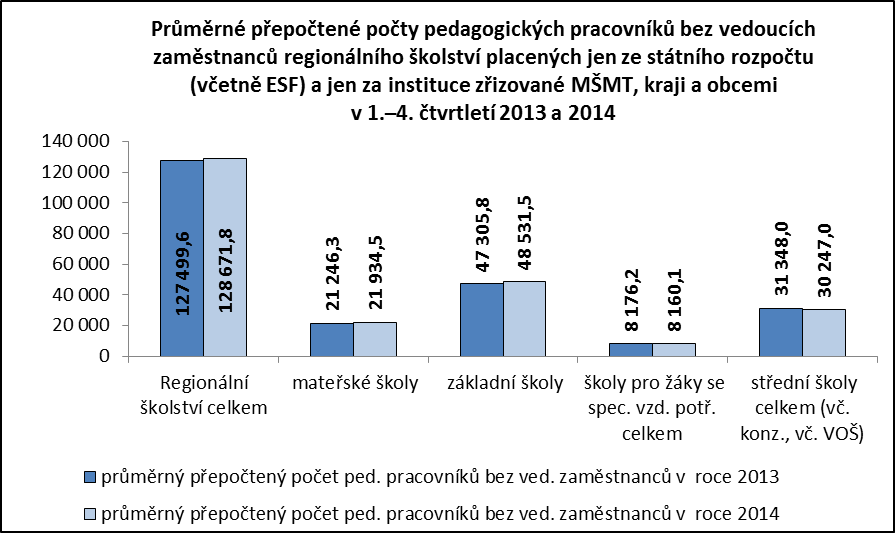 Průměrné přepočtené počty pedagogických pracovníků bez vedoucích
zaměstnanců regionálního školství placených jen ze státního rozpočtu
(včetně ESF) a jen za instituce zřizované MŠMT, kraji a obcemi
v 1.–4. čtvrtletí 2013 a 2014
140 000
120 000
100 000
80 000
60 000
40 000
20 000
0
127 499,6
128 671,8
21 246,3
21 934,5
47 305,8
48 531,5
8 176,2
8 160,1
31 348,0
30 247,0
Regionální
školství celkem
mateřské školy
základní školy
školy pro žáky se
spec. vzd. potř.
celkem
střední školy
celkem (vč.
konz., vč. VOŠ)
průměrný přepočtený počet ped. pracovníků bez ved. zaměstnanců v  roce 2013
průměrný přepočtený počet ped. pracovníků bez ved. zaměstnanců v  roce 2014